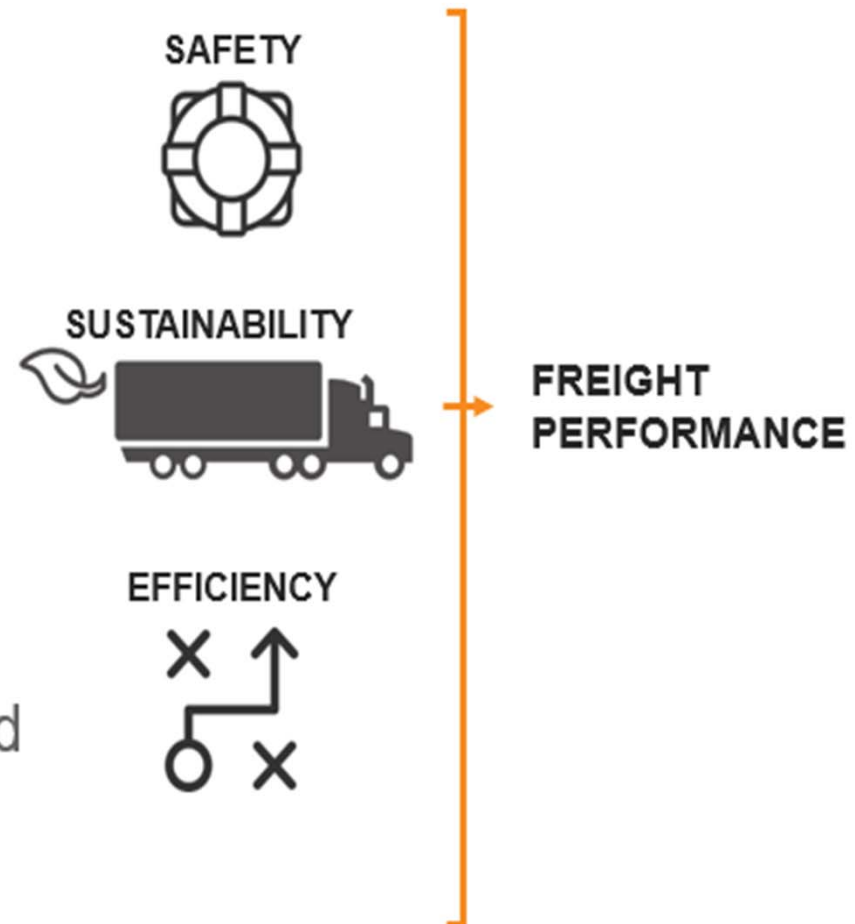 SAFETY
SUSTAINABILITY
FREIGHT
PERFORMANCE
EFFICIENCY
d